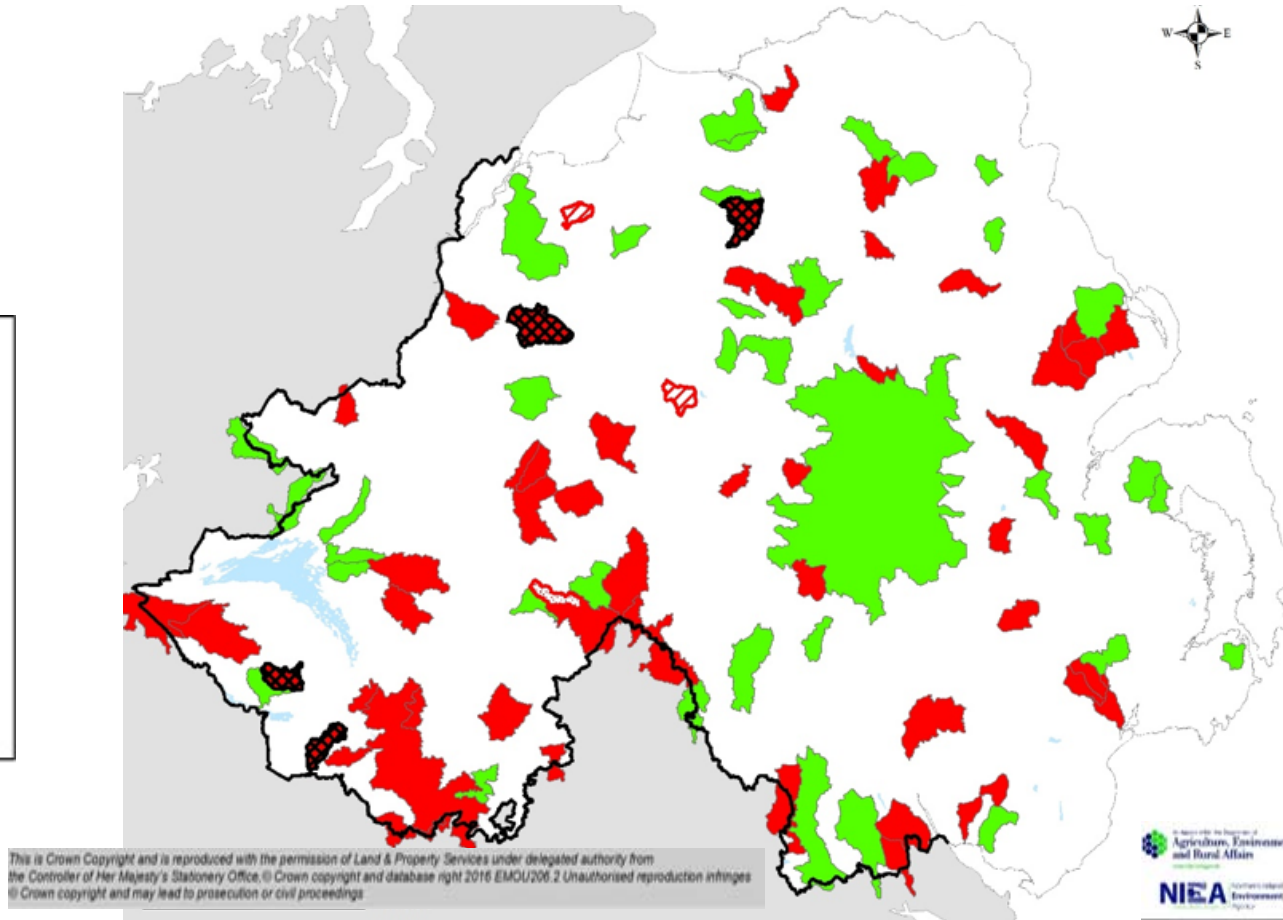 N
W E
S
This is Crown Copyright and is reproduced with the permission of Land & Property Services under delegated authority from
the Controller of Her Majesty's Stationery Office,© Crown copyright and database right 2016 EMOU206.2 Unauthorised reproduction infringes
© Crown copyright and may lead to prosecution or civil proceedings
Agriculture, Environme
and Rural Affairs
NIEA
Environment